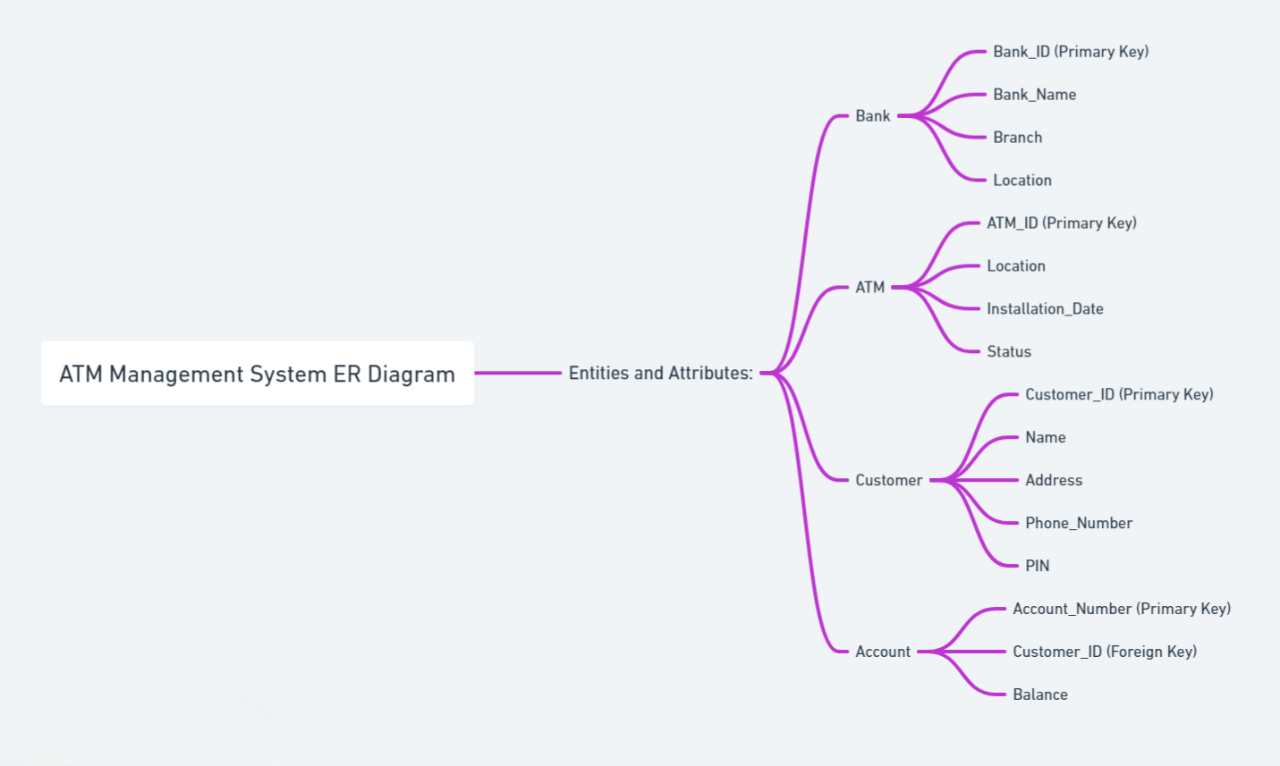 ATM Management System ER Diagram
Entities and Attributes:
Bank
Bank_ID (Primary Key)
Bank_Name
Branch
Location
ATM
ATM_ID (Primary Key)
Location
Installation_Date
Status
Customer
Customer_ID (Primary Key)
Name
Address
Phone_Number
PIN
Account
Account_Number (Primary Key)
Customer_ID (Foreign Key)
Balance